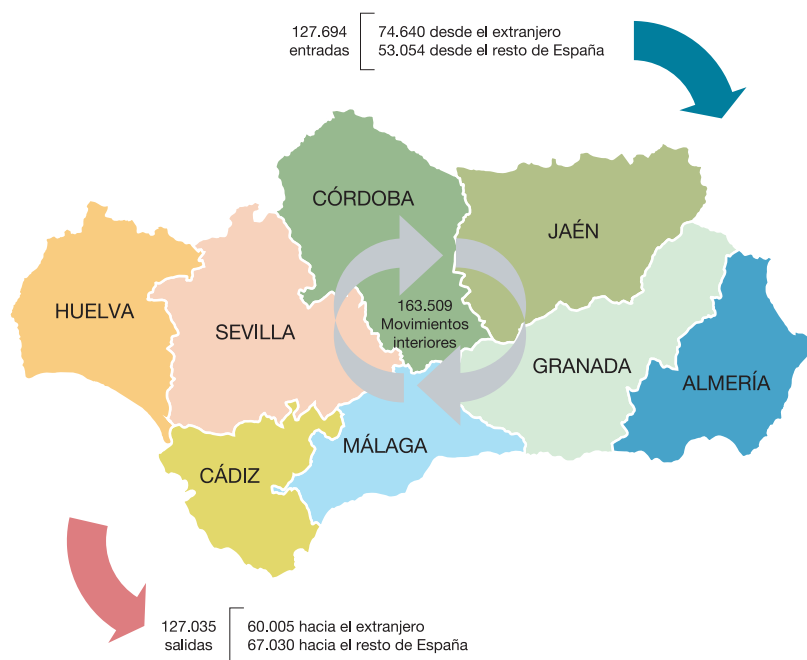 127.694
entradas
74.640 desde el extranjero
53.054 desde el resto de España
CÓRDOBA
JAÉN
HUELVA
SEVILLA
163.509
Movimientos
interiores
GRANADA
ALMERÍA
MÁLAGA
CÁDIZ
127.035
salidas
60.005 hacia el extranjero
67.030 hacia el resto de España